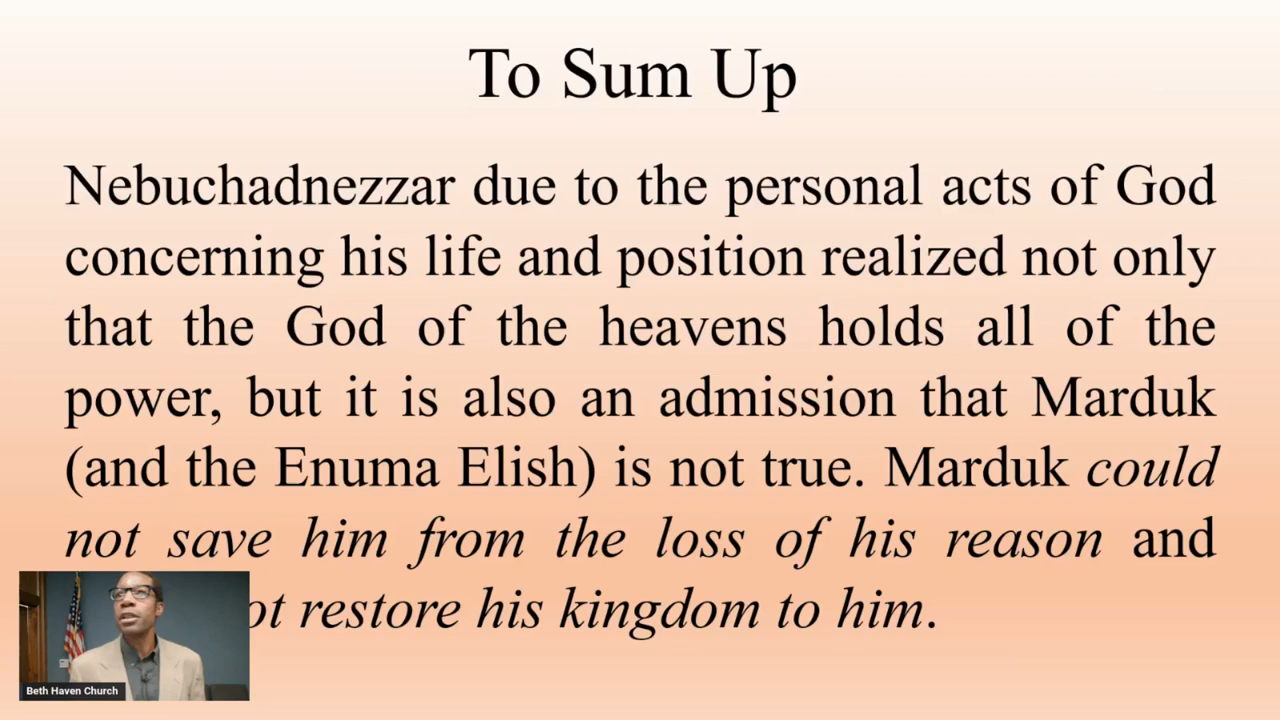 To Sum Up
Nebuchadnezzar due to the personal acts of God
concerning his life and position realized not only
that the God of the heavens holds all of the
power, but it is also an admission that Marduk
(and the Enuma Elish) is not true. Marduk could
not save him from the loss of his reason and
restore his kingdom to him.
Beth Haven Church